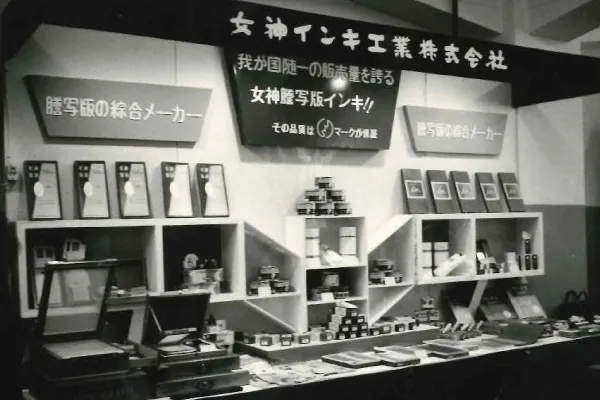 女神インキ工業株式会社
我が国随一の販売量を誇る
女神謄写版インキ!!
その品質は マークが保証
謄写版の綜合メーカー
謄写版の綜合メーカー